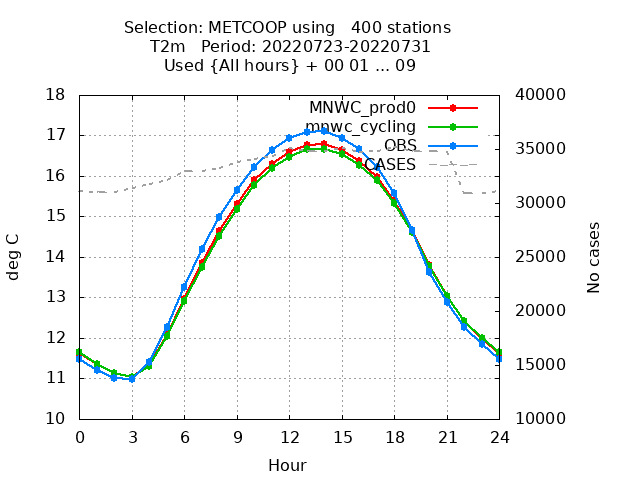 Selection: METCOOP using   400 stations
T2m   Period: 20220723-20220731
Used {All hours} + 00 01 ... 09
MNWC_prod0
mnwc_cycling
OBS
CASES
18
17
16
15
14
13
12
11
10
deg C
40000
35000
30000
25000
20000
15000
10000
No cases
0 3 6 9 12 15 18 21 24
Hour